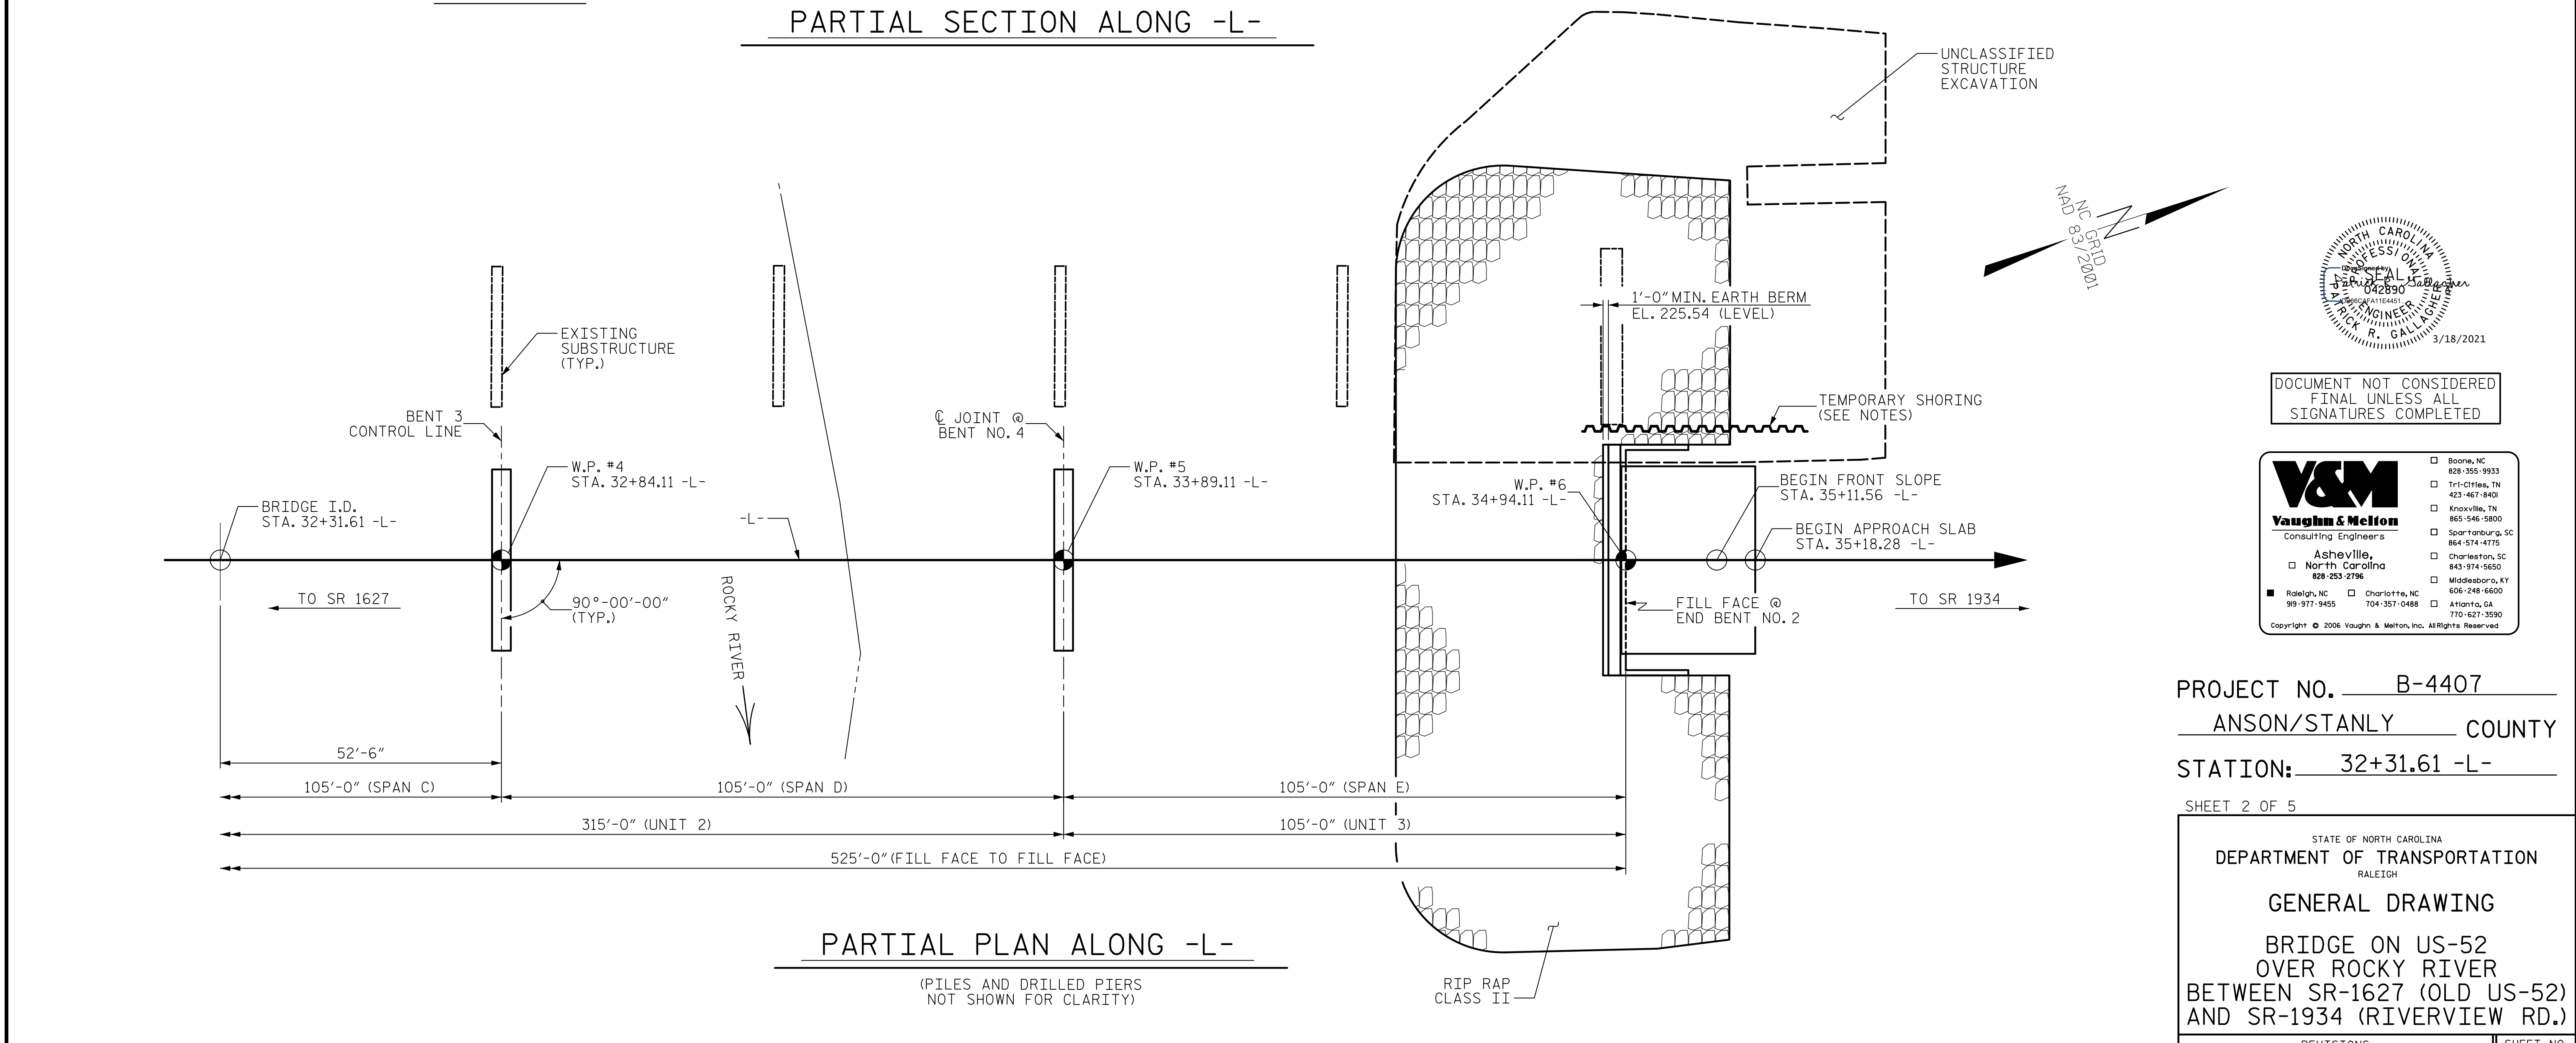 PARTIAL SECTION ALONG -L-
UNCLASSIFIED
STRUCTURE
EXCAVATION
NC GRID
NAD 83/2001
1'-0" MIN. EARTH BERM
EL. 225.54 (LEVEL)
EXISTING
SUBSTRUCTURE
(TYP.)
BENT 3
CONTROL LINE
℄ JOINT @
BENT NO. 4
TEMPORARY SHORING
(SEE NOTES)
W.P. #4
STA. 32+84.11 -L-
W.P. #5
STA. 33+89.11 -L-
W.P. #6
STA. 34+94.11 -L-
BEGIN FRONT SLOPE
STA. 35+11.56 -L-
BRIDGE I.D.
STA. 32+31.61 -L-
-L-
BEGIN APPROACH SLAB
STA. 35+18.28 -L-
TO SR 1627
90°-00'-00"
(TYP.)
ROCKY RIVER
FILL FACE @
END BENT NO. 2
TO SR 1934
52'-6"
105'-0" (SPAN C)
105'-0" (SPAN D)
105'-0" (SPAN E)
315'-0" (UNIT 2)
105'-0" (UNIT 3)
525'-0" (FILL FACE TO FILL FACE)
PARTIAL PLAN ALONG -L-
(PILES AND DRILLED PIERS
NOT SHOWN FOR CLARITY)
RIP RAP
CLASS II
NORTH CAROLINA
PROFESSIONAL
SEAL
042890
ENGINEER
PATRICK R. GALLAGHER
3/18/2021
DOCUMENT NOT CONSIDERED
FINAL UNLESS ALL
SIGNATURES COMPLETED
V&M
Vaughn & Melton
Consulting Engineers
Asheville,
North Carolina
828·253·2796
Raleigh, NC
919·977·9455
Charlotte, NC
704·357·0488
Boone, NC
828·355·9933
Tri-Cities, TN
423·467·8401
Knoxville, TN
865·546·5800
Spartanburg, SC
864·574·4775
Charleston, SC
843·974·5650
Middlesboro, KY
606·248·6600
Atlanta, GA
770·627·3590
Copyright © 2006 Vaughn & Melton, Inc. All Rights Reserved
PROJECT NO. B-4407
ANSON/STANLY COUNTY
STATION: 32+31.61 -L-
SHEET 2 OF 5
STATE OF NORTH CAROLINA
DEPARTMENT OF TRANSPORTATION
RALEIGH
GENERAL DRAWING
BRIDGE ON US-52
OVER ROCKY RIVER
BETWEEN SR-1627 (OLD US-52)
AND SR-1934 (RIVERVIEW RD.)
REVISIONS
SHEET NO.